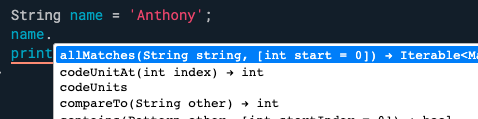 String name = 'Anthony';
name.
print
allMatches(String string, [int start = 0]) → Iterable<Ma
codeUnitAt(int index) → int
codeUnits
compareTo(String other) → int
contains(Pattern other, [int startIndex = 0]) → bool